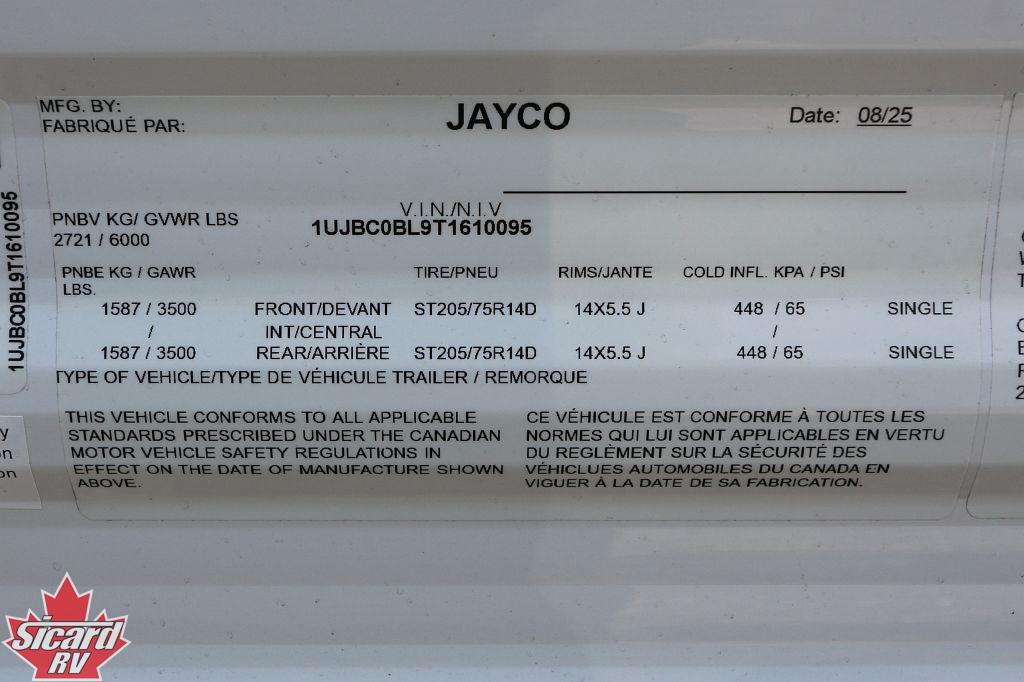 MFG. BY:
FABRIQUÉ PAR:
JAYCO
Date: 08/25
V.I.N./N.I.V
1UJBC0BL9T1610095
PNBV KG/ GVWR LBS
2721 / 6000
PNBE KG / GAWR LBS. TIRE/PNEU RIMS/JANTE COLD INFL. KPA / PSI
1587 / 3500 FRONT/DEVANT ST205/75R14D 14X5.5 J 448 / 65 SINGLE
/ INT/CENTRAL /
1587 / 3500 REAR/ARRIÈRE ST205/75R14D 14X5.5 J 448 / 65 SINGLE
TYPE OF VEHICLE/TYPE DE VÉHICULE TRAILER / REMORQUE
THIS VEHICLE CONFORMS TO ALL APPLICABLE
STANDARDS PRESCRIBED UNDER THE CANADIAN
MOTOR VEHICLE SAFETY REGULATIONS IN
EFFECT ON THE DATE OF MANUFACTURE SHOWN
ABOVE.
CE VÉHICULE EST CONFORME À TOUTES LES
NORMES QUI LUI SONT APPLICABLES EN VERTU
DU REGLÈMENT SUR LA SÉCURITÉ DES
VÉHICLUES AUTOMOBILES DU CANADA EN
VIGUER À LA DATE DE SA FABRICATION.
1UJBC0BL9T1610095
Sicard
RV